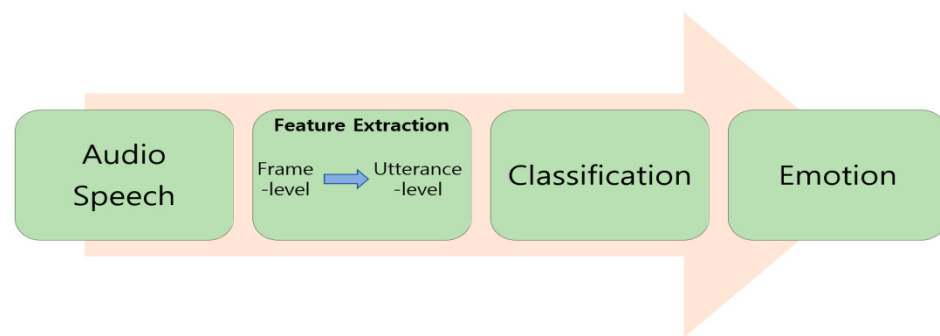 Audio
Speech
Feature Extraction
Frame
-level
Utterance
-level
Classification
Emotion